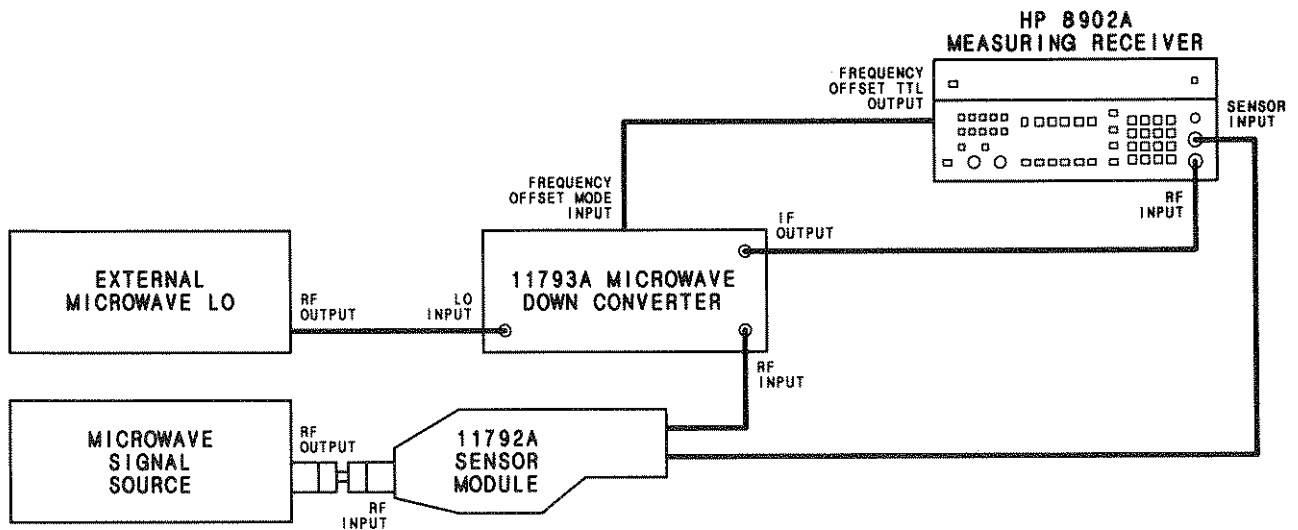 HP 8902A
MEASURING RECEIVER
FREQUENCY
OFFSET TTL
OUTPUT
SENSOR
INPUT
FREQUENCY
OFFSET MODE
INPUT
RF
INPUT
IF
OUTPUT
EXTERNAL
MICROWAVE LO
RF
OUTPUT
LO
INPUT
11793A MICROWAVE
DOWN CONVERTER
RF
INPUT
MICROWAVE
SIGNAL
SOURCE
RF
OUTPUT
RF
INPUT
11792A
SENSOR
MODULE